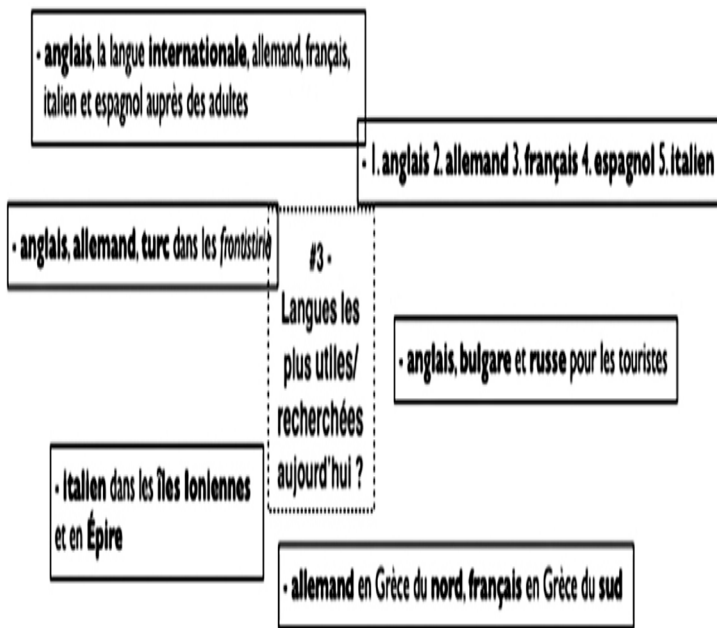 - anglais, la langue internationale, allemand, français,
italien et espagnol auprès des adultes
- 1. anglais 2. allemand 3. français 4. espagnol 5. italien
- anglais, allemand, turc dans les frontistirio
#3 -
Langues les
plus utiles/
recherchées
aujourd'hui ?
- anglais, bulgare et russe pour les touristes
- italien dans les îles Ioniennes
et en Épire
- allemand en Grèce du nord, français en Grèce du sud